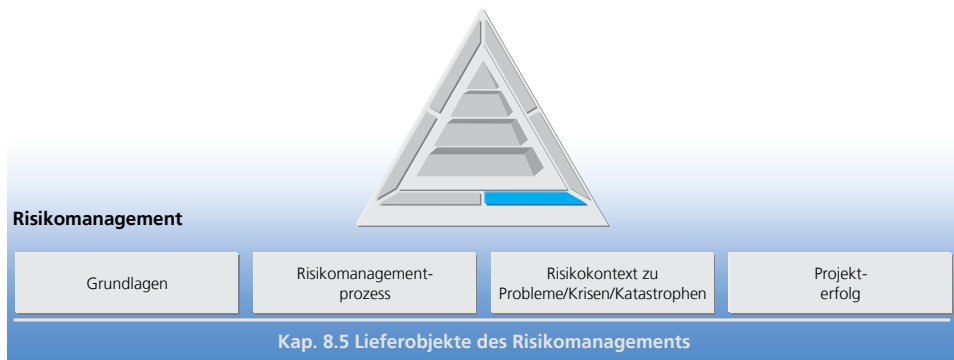 Risikomanagement
Grundlagen
Risikomanagement-
prozess
Risikokontext zu
Probleme/Krisen/Katastrophen
Projekt-
erfolg
Kap. 8.5 Lieferobjekte des Risikomanagements